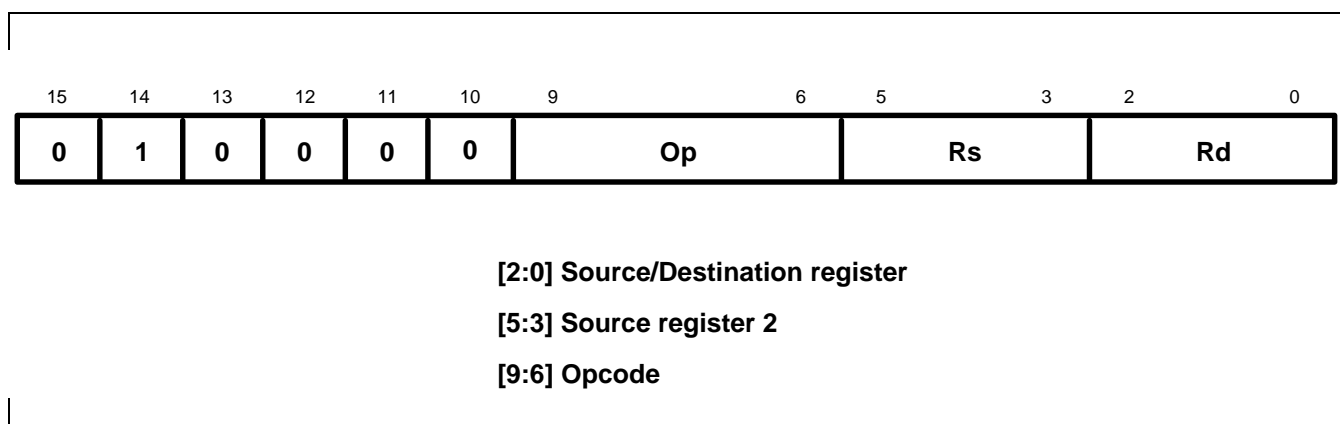 15 14 13 12 11 10 9 6 5 3 2 0
0 1 0 0 0 0 Op Rs Rd
[2:0] Source/Destination register
[5:3] Source register 2
[9:6] Opcode